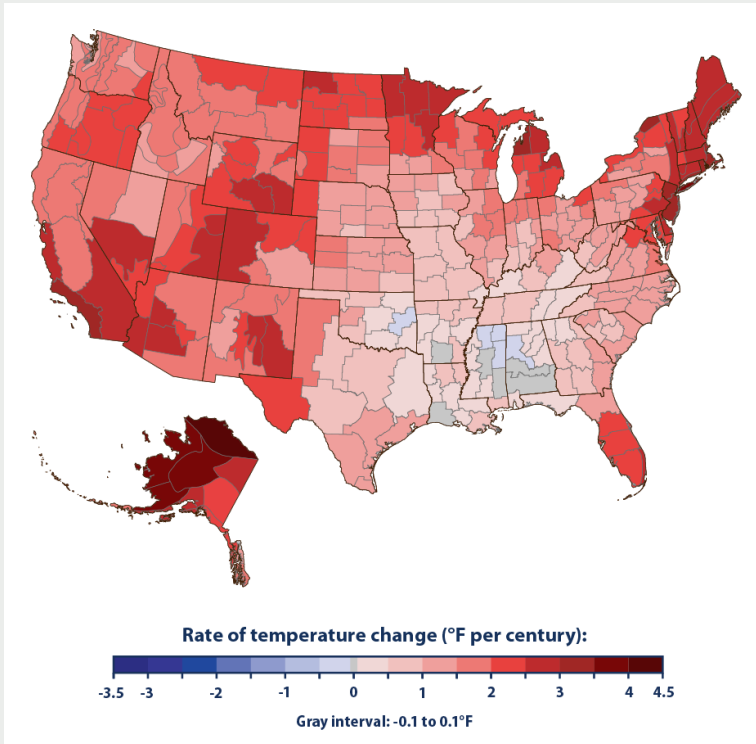 Rate of temperature change (°F per century):
-3.5 -3 -2 -1 0 1 2 3 4 4.5
Gray interval: -0.1 to 0.1°F